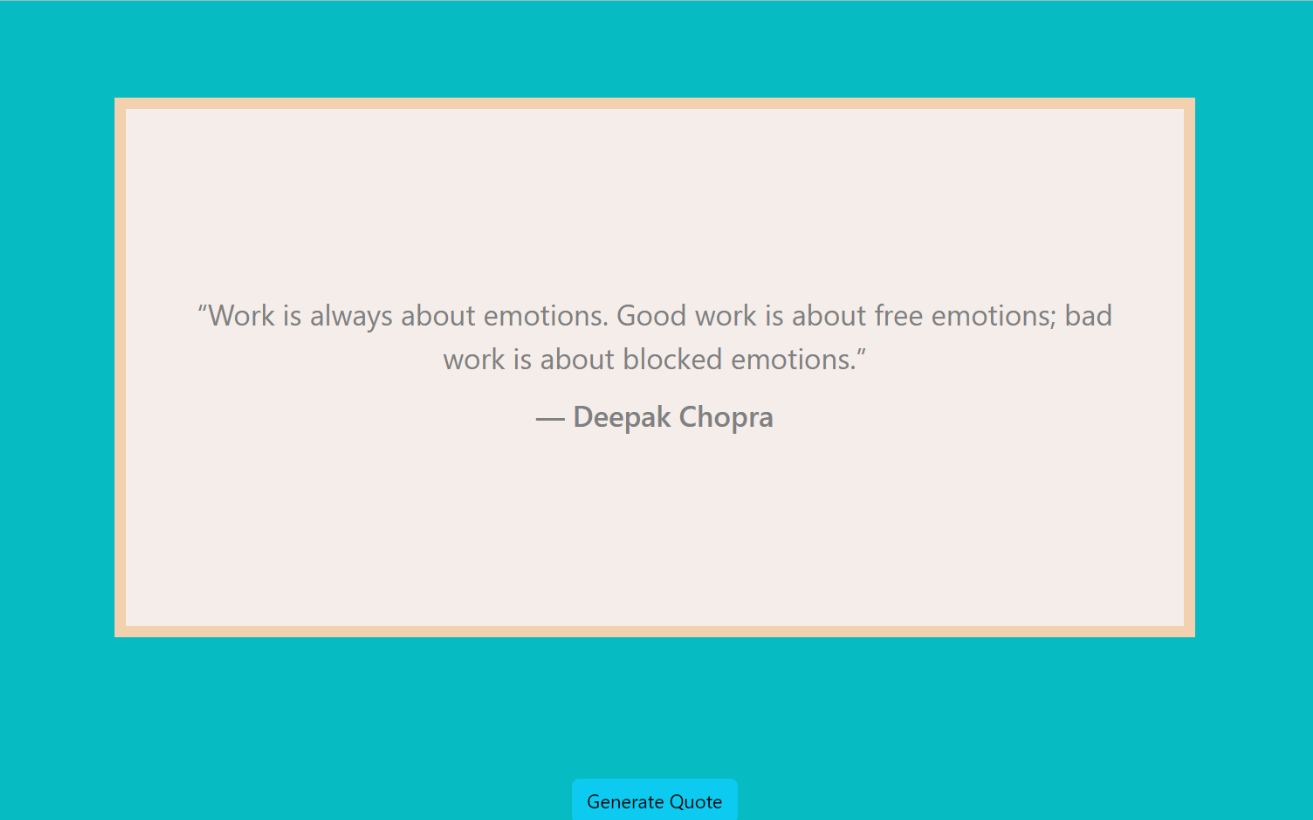 “Work is always about emotions. Good work is about free emotions; bad
work is about blocked emotions.”
— Deepak Chopra
Generate Quote